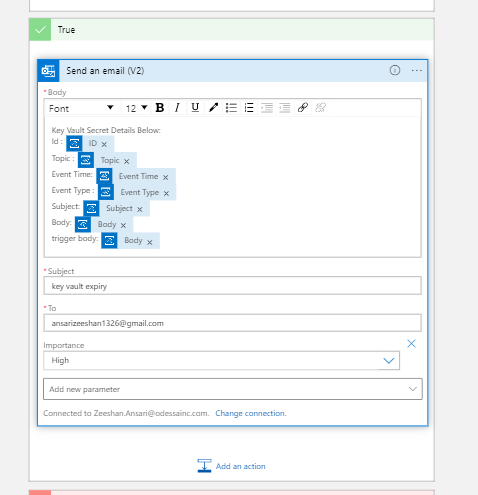 True
Send an email (V2)
* Body
Font 12 B I U
Key Vault Secret Details Below:
Id : ID ×
Topic : Topic ×
Event Time: Event Time ×
Event Type : Event Type ×
Subject: Subject ×
Body: Body ×
trigger body: Body ×
* Subject
key vault expiry
* To
ansarizeeshan1326@gmail.com
Importance
High
Add new parameter
Connected to Zeeshan.Ansari@odessainc.com. Change connection.
Add an action